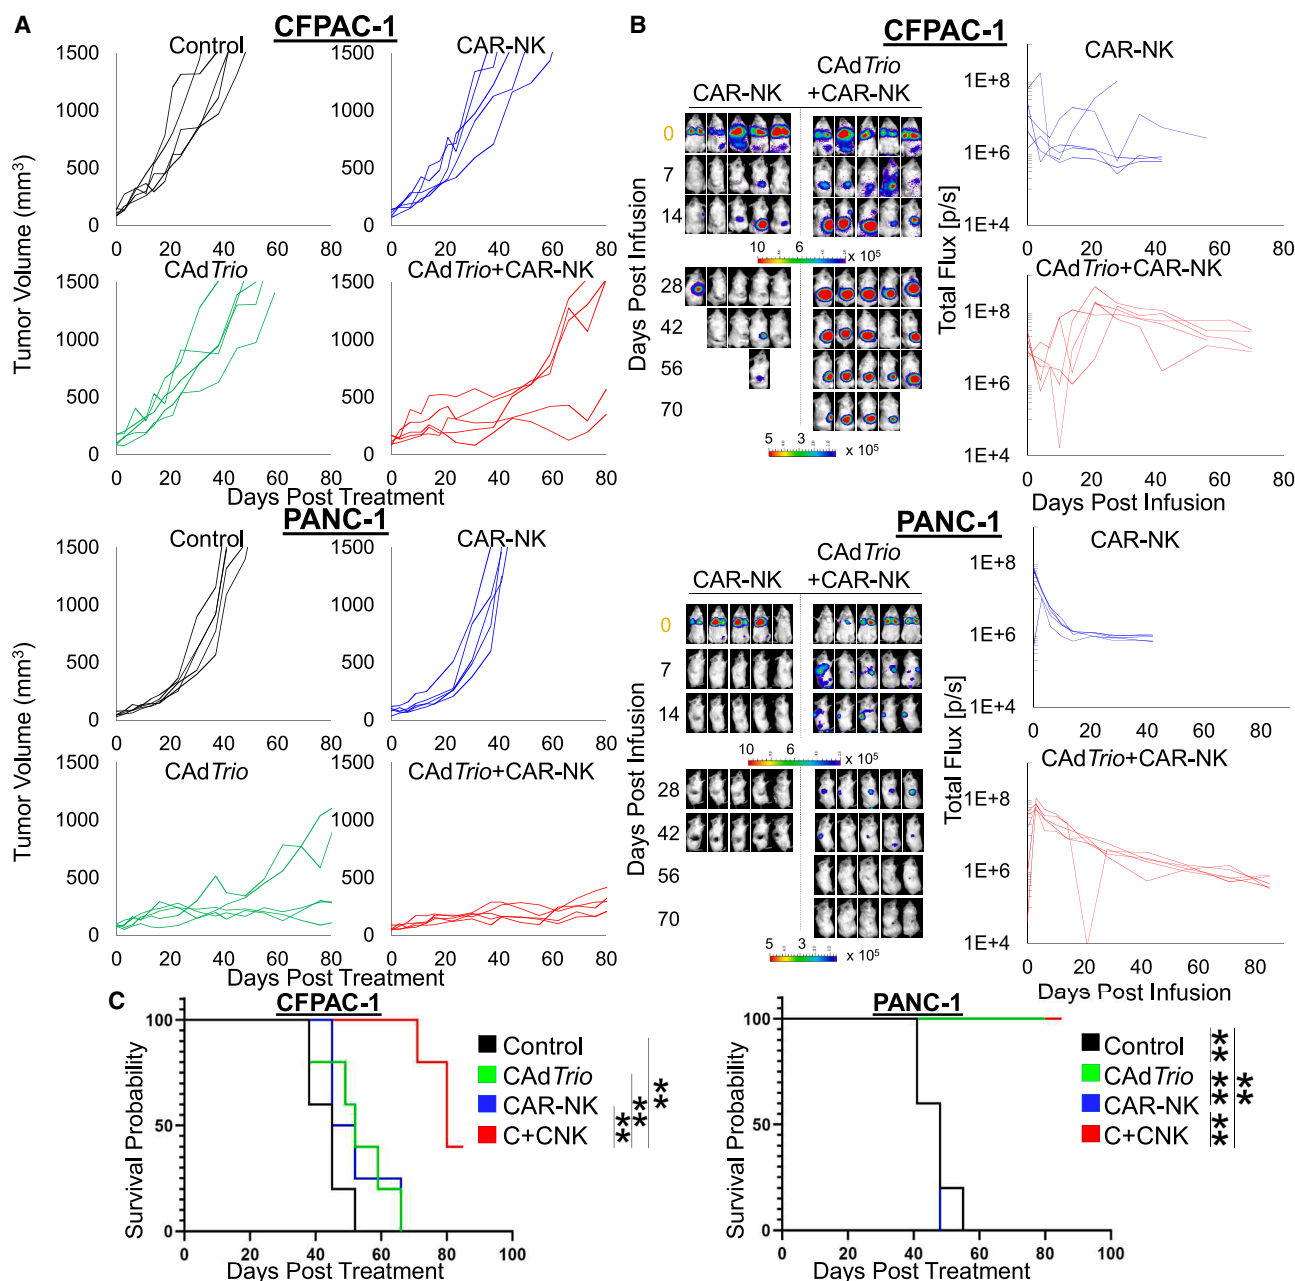 A
CFPAC-1
Control
CAR-NK
1500
1000
500
0
1500
1000
500
0
0 20 40 60 80
0 20 40 60 80
CAdTrio
CAdTrio+CAR-NK
1500
1000
500
0
1500
1000
500
0
0 20 40 60 80
0 20 40 60 80
Tumor Volume (mm³)
Days Post Treatment
PANC-1
Control
CAR-NK
1500
1000
500
0
1500
1000
500
0
0 20 40 60 80
0 20 40 60 80
CAdTrio
CAdTrio+CAR-NK
1500
1000
500
0
1500
1000
500
0
0 20 40 60 80
0 20 40 60 80
Tumor Volume (mm³)
Days Post Treatment
B
CFPAC-1
CAR-NK
CAdTrio
+CAR-NK
Days Post Infusion
0
7
14
10 6 x 10⁵
28
42
56
70
5 3 x 10⁵
CAR-NK
1E+8
1E+6
1E+4
0 20 40 60 80
Total Flux [p/s]
CAdTrio+CAR-NK
1E+8
1E+6
1E+4
0 20 40 60 80
Days Post Infusion
PANC-1
CAR-NK
CAdTrio
+CAR-NK
Days Post Infusion
0
7
14
10 6 x 10⁵
28
42
56
70
5 3 x 10⁵
CAR-NK
1E+8
1E+6
1E+4
0 20 40 60 80
Total Flux [p/s]
CAdTrio+CAR-NK
1E+8
1E+6
1E+4
0 20 40 60 80
Days Post Infusion
C
CFPAC-1
Survival Probability
100
50
0
0 20 40 60 80 100
Days Post Treatment
Control
CAdTrio
CAR-NK
C+CNK
**
**
**
PANC-1
Survival Probability
100
50
0
0 20 40 60 80 100
Days Post Treatment
Control
CAdTrio
CAR-NK
C+CNK
**
**
**
**